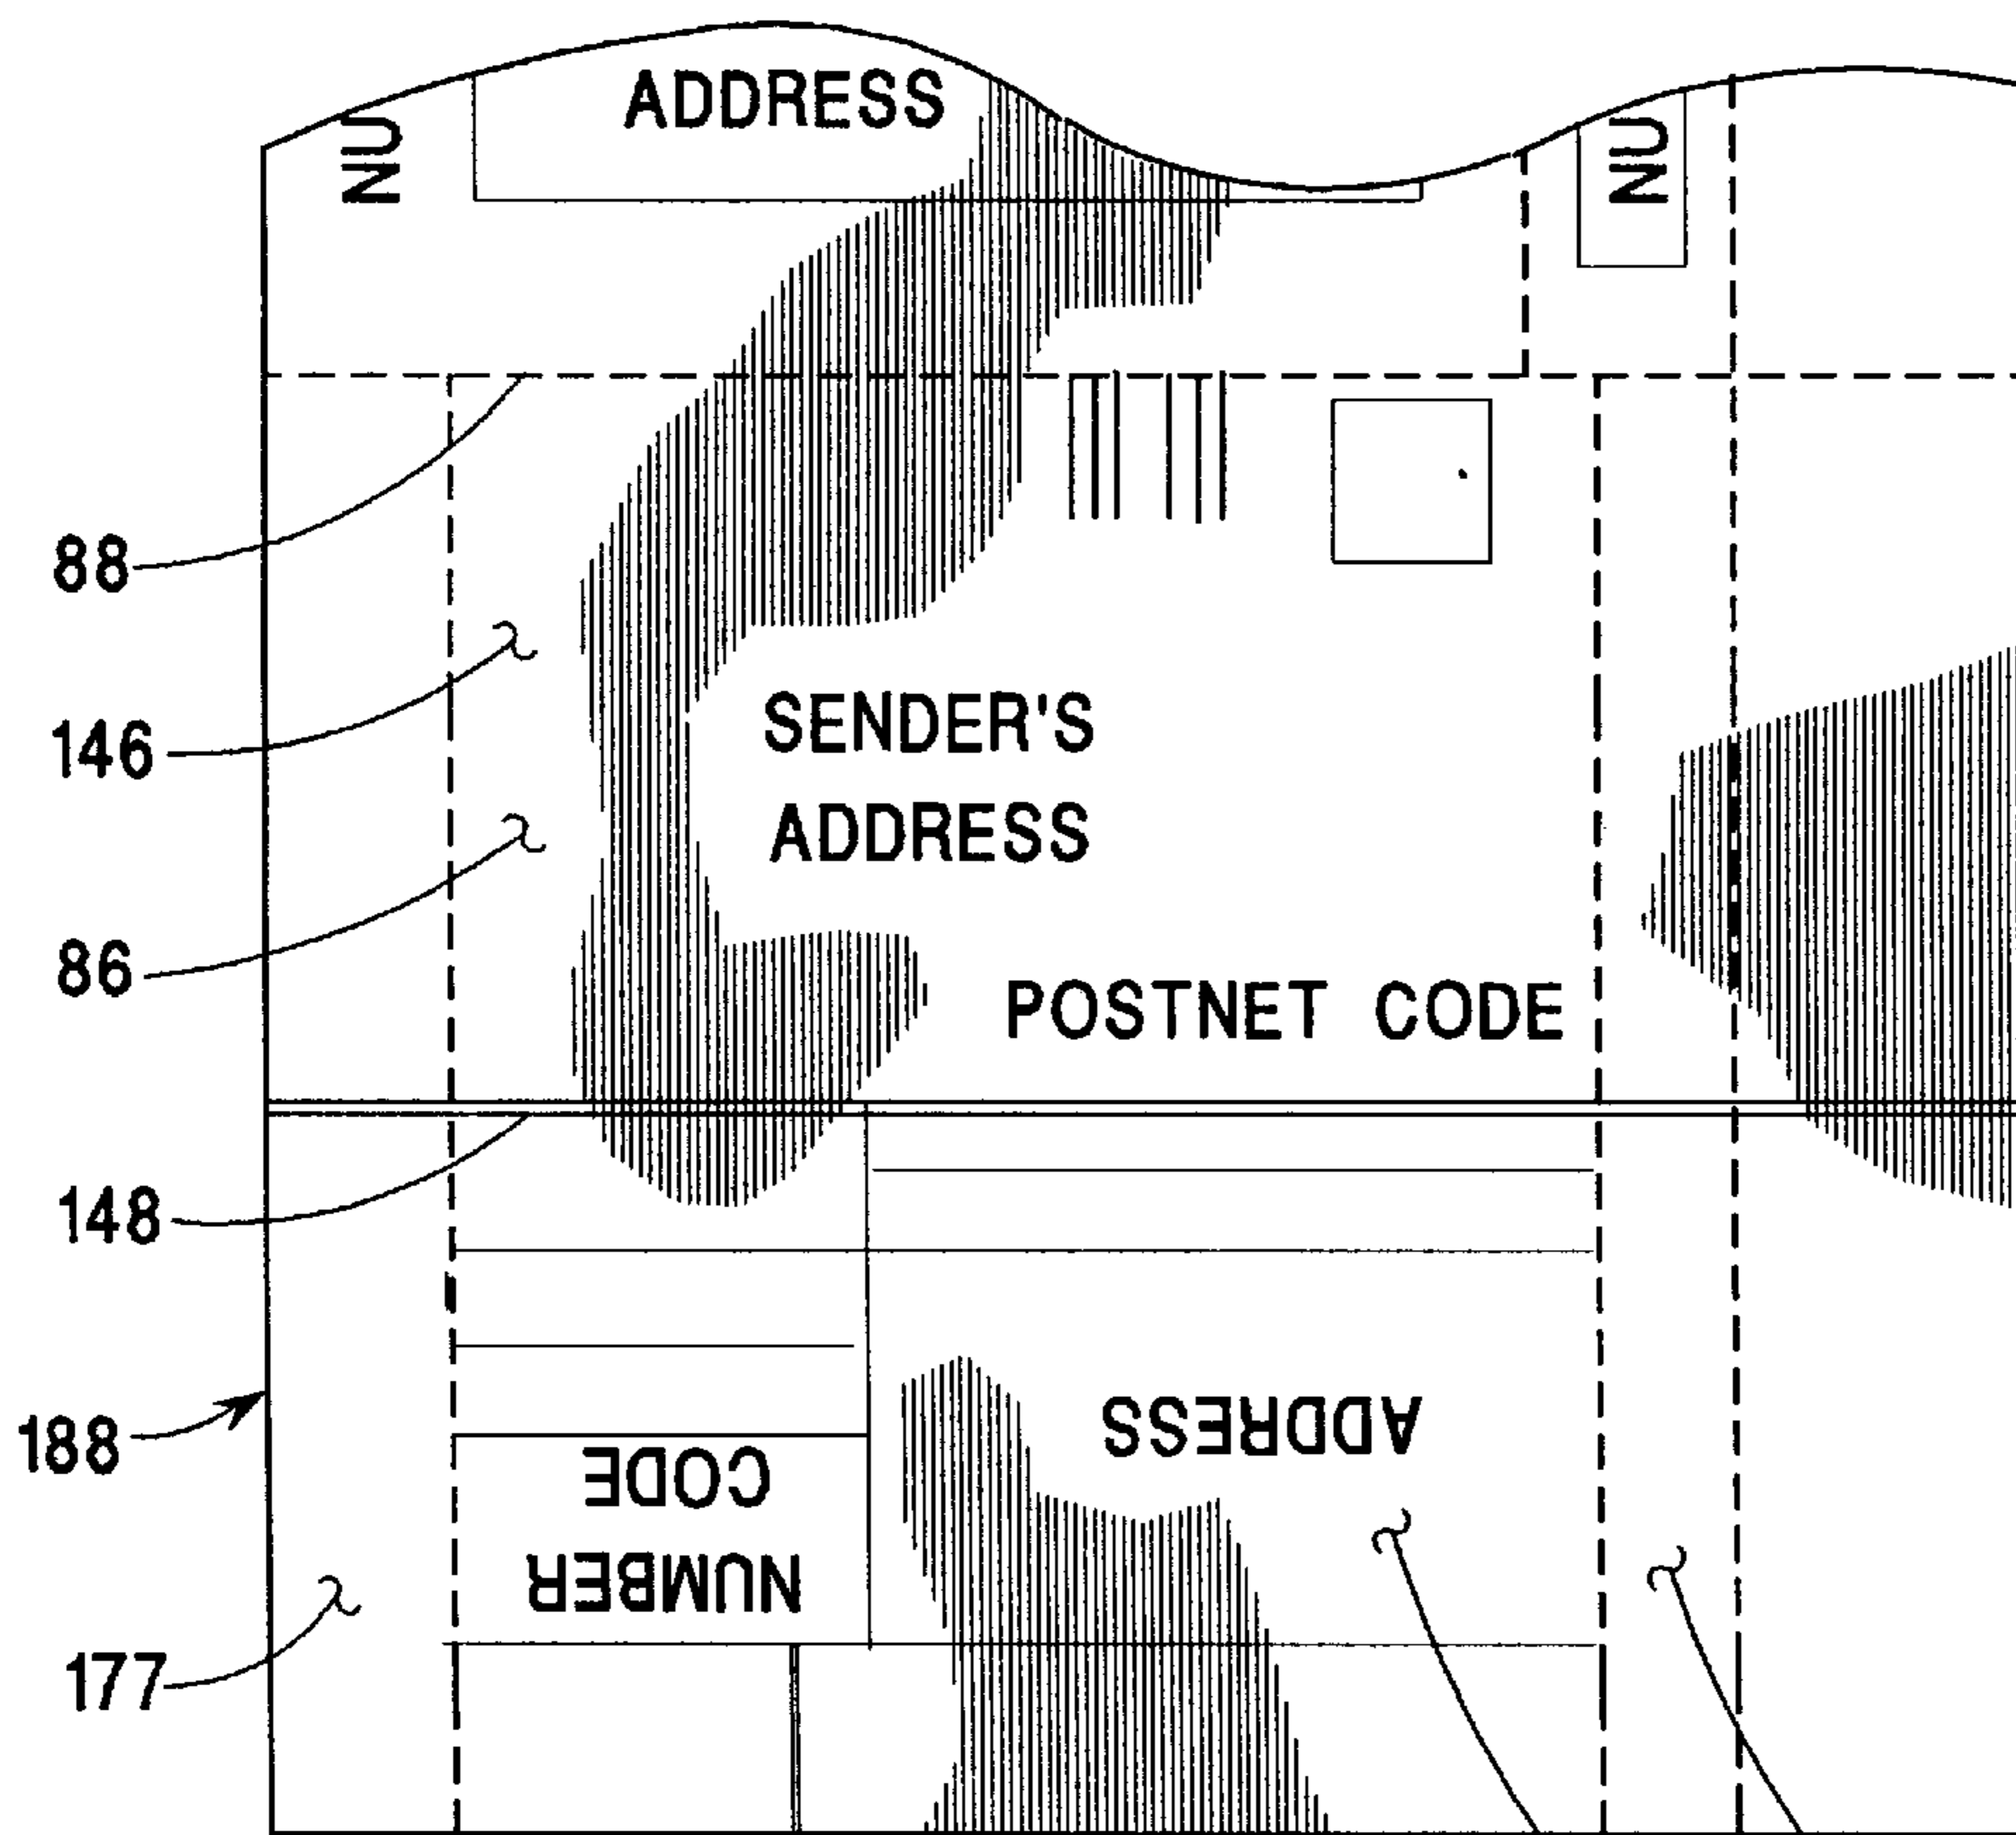 ADDRESS
NU
NU
88
146
SENDER'S
ADDRESS
86
POSTNET CODE
148
188
ADDRESS
NUMBER
CODE
177